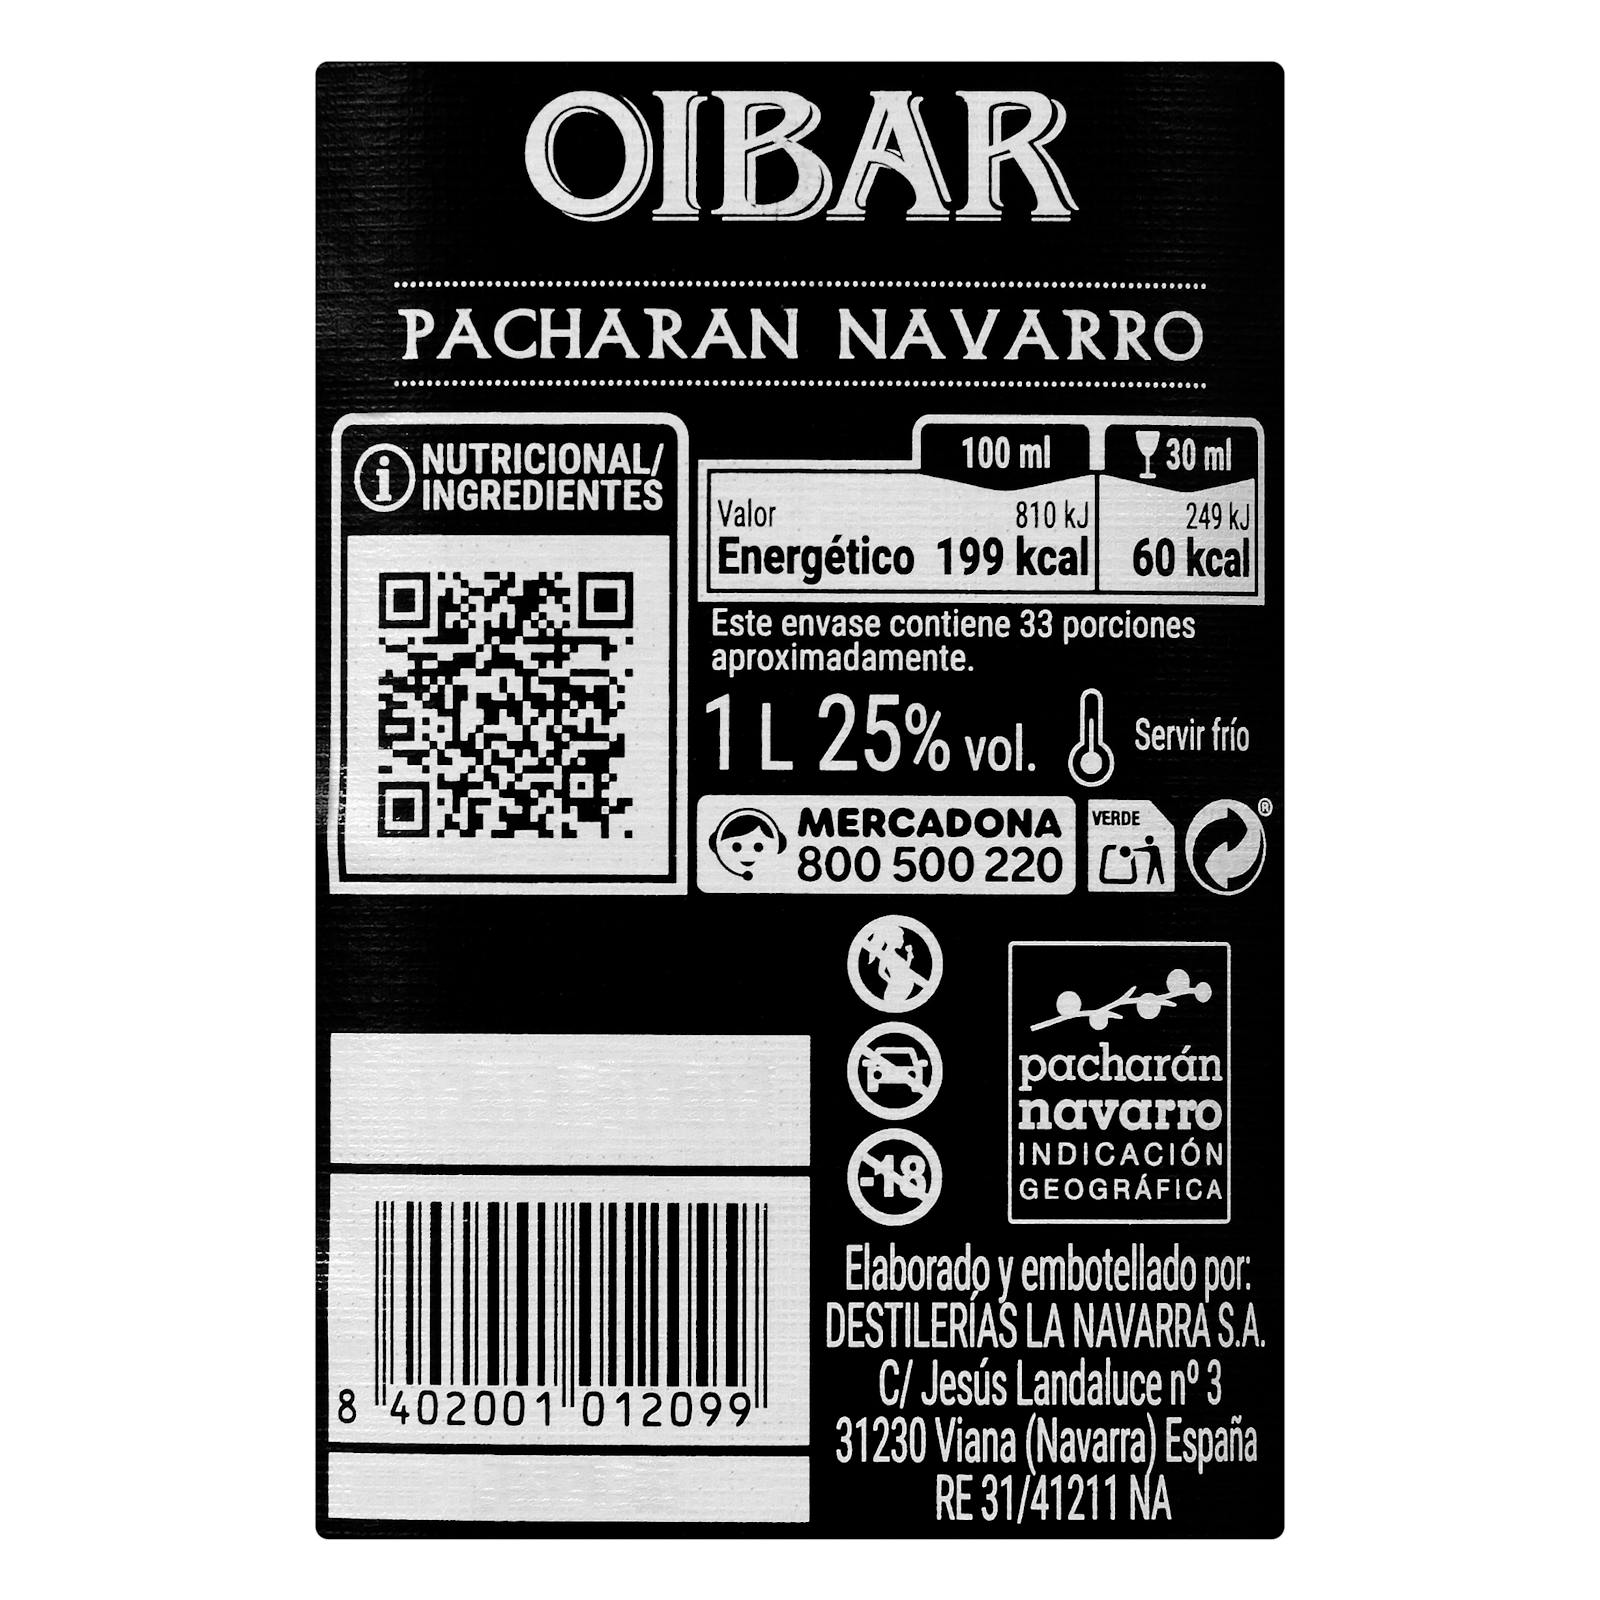 OIBAR
PACHARAN NAVARRO
i NUTRICIONAL/
INGREDIENTES
100 ml 30 ml
Valor 810 kJ 249 kJ
Energético 199 kcal 60 kcal
Este envase contiene 33 porciones
aproximadamente.
1 L 25% vol. Servir frío
MERCADONA
800 500 220
VERDE
®
-18
pacharán
navarro
INDICACIÓN
GEOGRÁFICA
8 402001 012099
Elaborado y embotellado por:
DESTILERÍAS LA NAVARRA S.A.
C/ Jesús Landaluce nº 3
31230 Viana (Navarra) España
RE 31/41211 NA